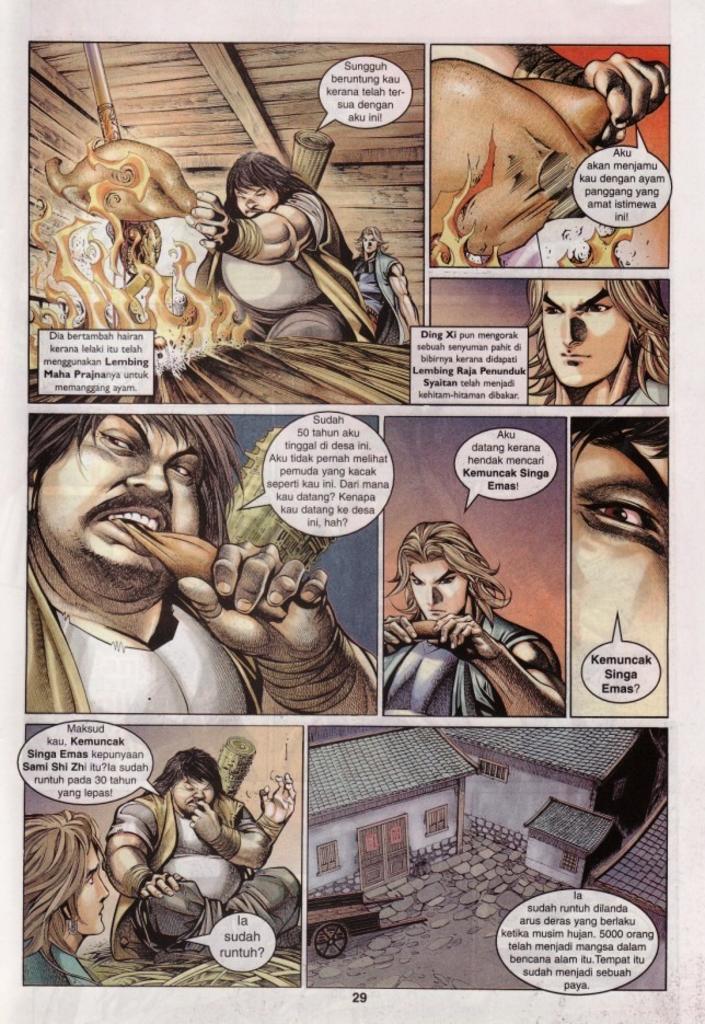 Sungguh
beruntung kau
kerana telah ter-
sua dengan
aku ini!
Dia bertambah hairan
kerana lelaki itu telah
menggunakan Lembing
Maha Prajnanya untuk
memanggang ayam.
Aku
akan menjamu
kau dengan ayam
panggang yang
amat istimewa
ini!
Ding Xi pun mengorak
sebuah senyuman pahit di
bibirnya kerana didapati
Lembing Raja Penunduk
Syaitan telah menjadi
kehitam-hitaman dibakar.
Sudah
50 tahun aku
tinggal di desa ini.
Aku tidak pernah melihat
pemuda yang kacak
seperti kau ini. Dari mana
kau datang? Kenapa
kau datang ke desa
ini, hah?
Aku
datang kerana
hendak mencari
Kemuncak Singa
Emas!
Kemuncak
Singa
Emas?
Maksud
kau, Kemuncak
Singa Emas kepunyaan
Sami Shi Zhi itu?Ia sudah
runtuh pada 30 tahun
yang lepas!
Ia
sudah
runtuh?
Ia
sudah runtuh dilanda
arus deras yang berlaku
ketika musim hujan. 5000 orang
telah menjadi mangsa dalam
bencana alam itu.Tempat itu
sudah menjadi sebuah
paya.
29